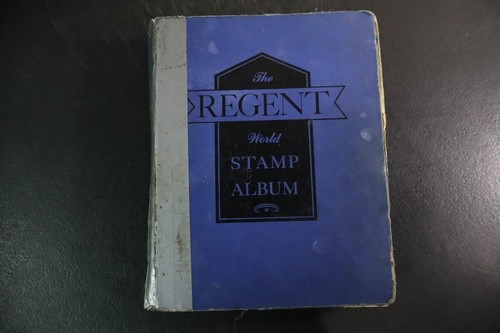 The
REGENT
World
STAMP
ALBUM